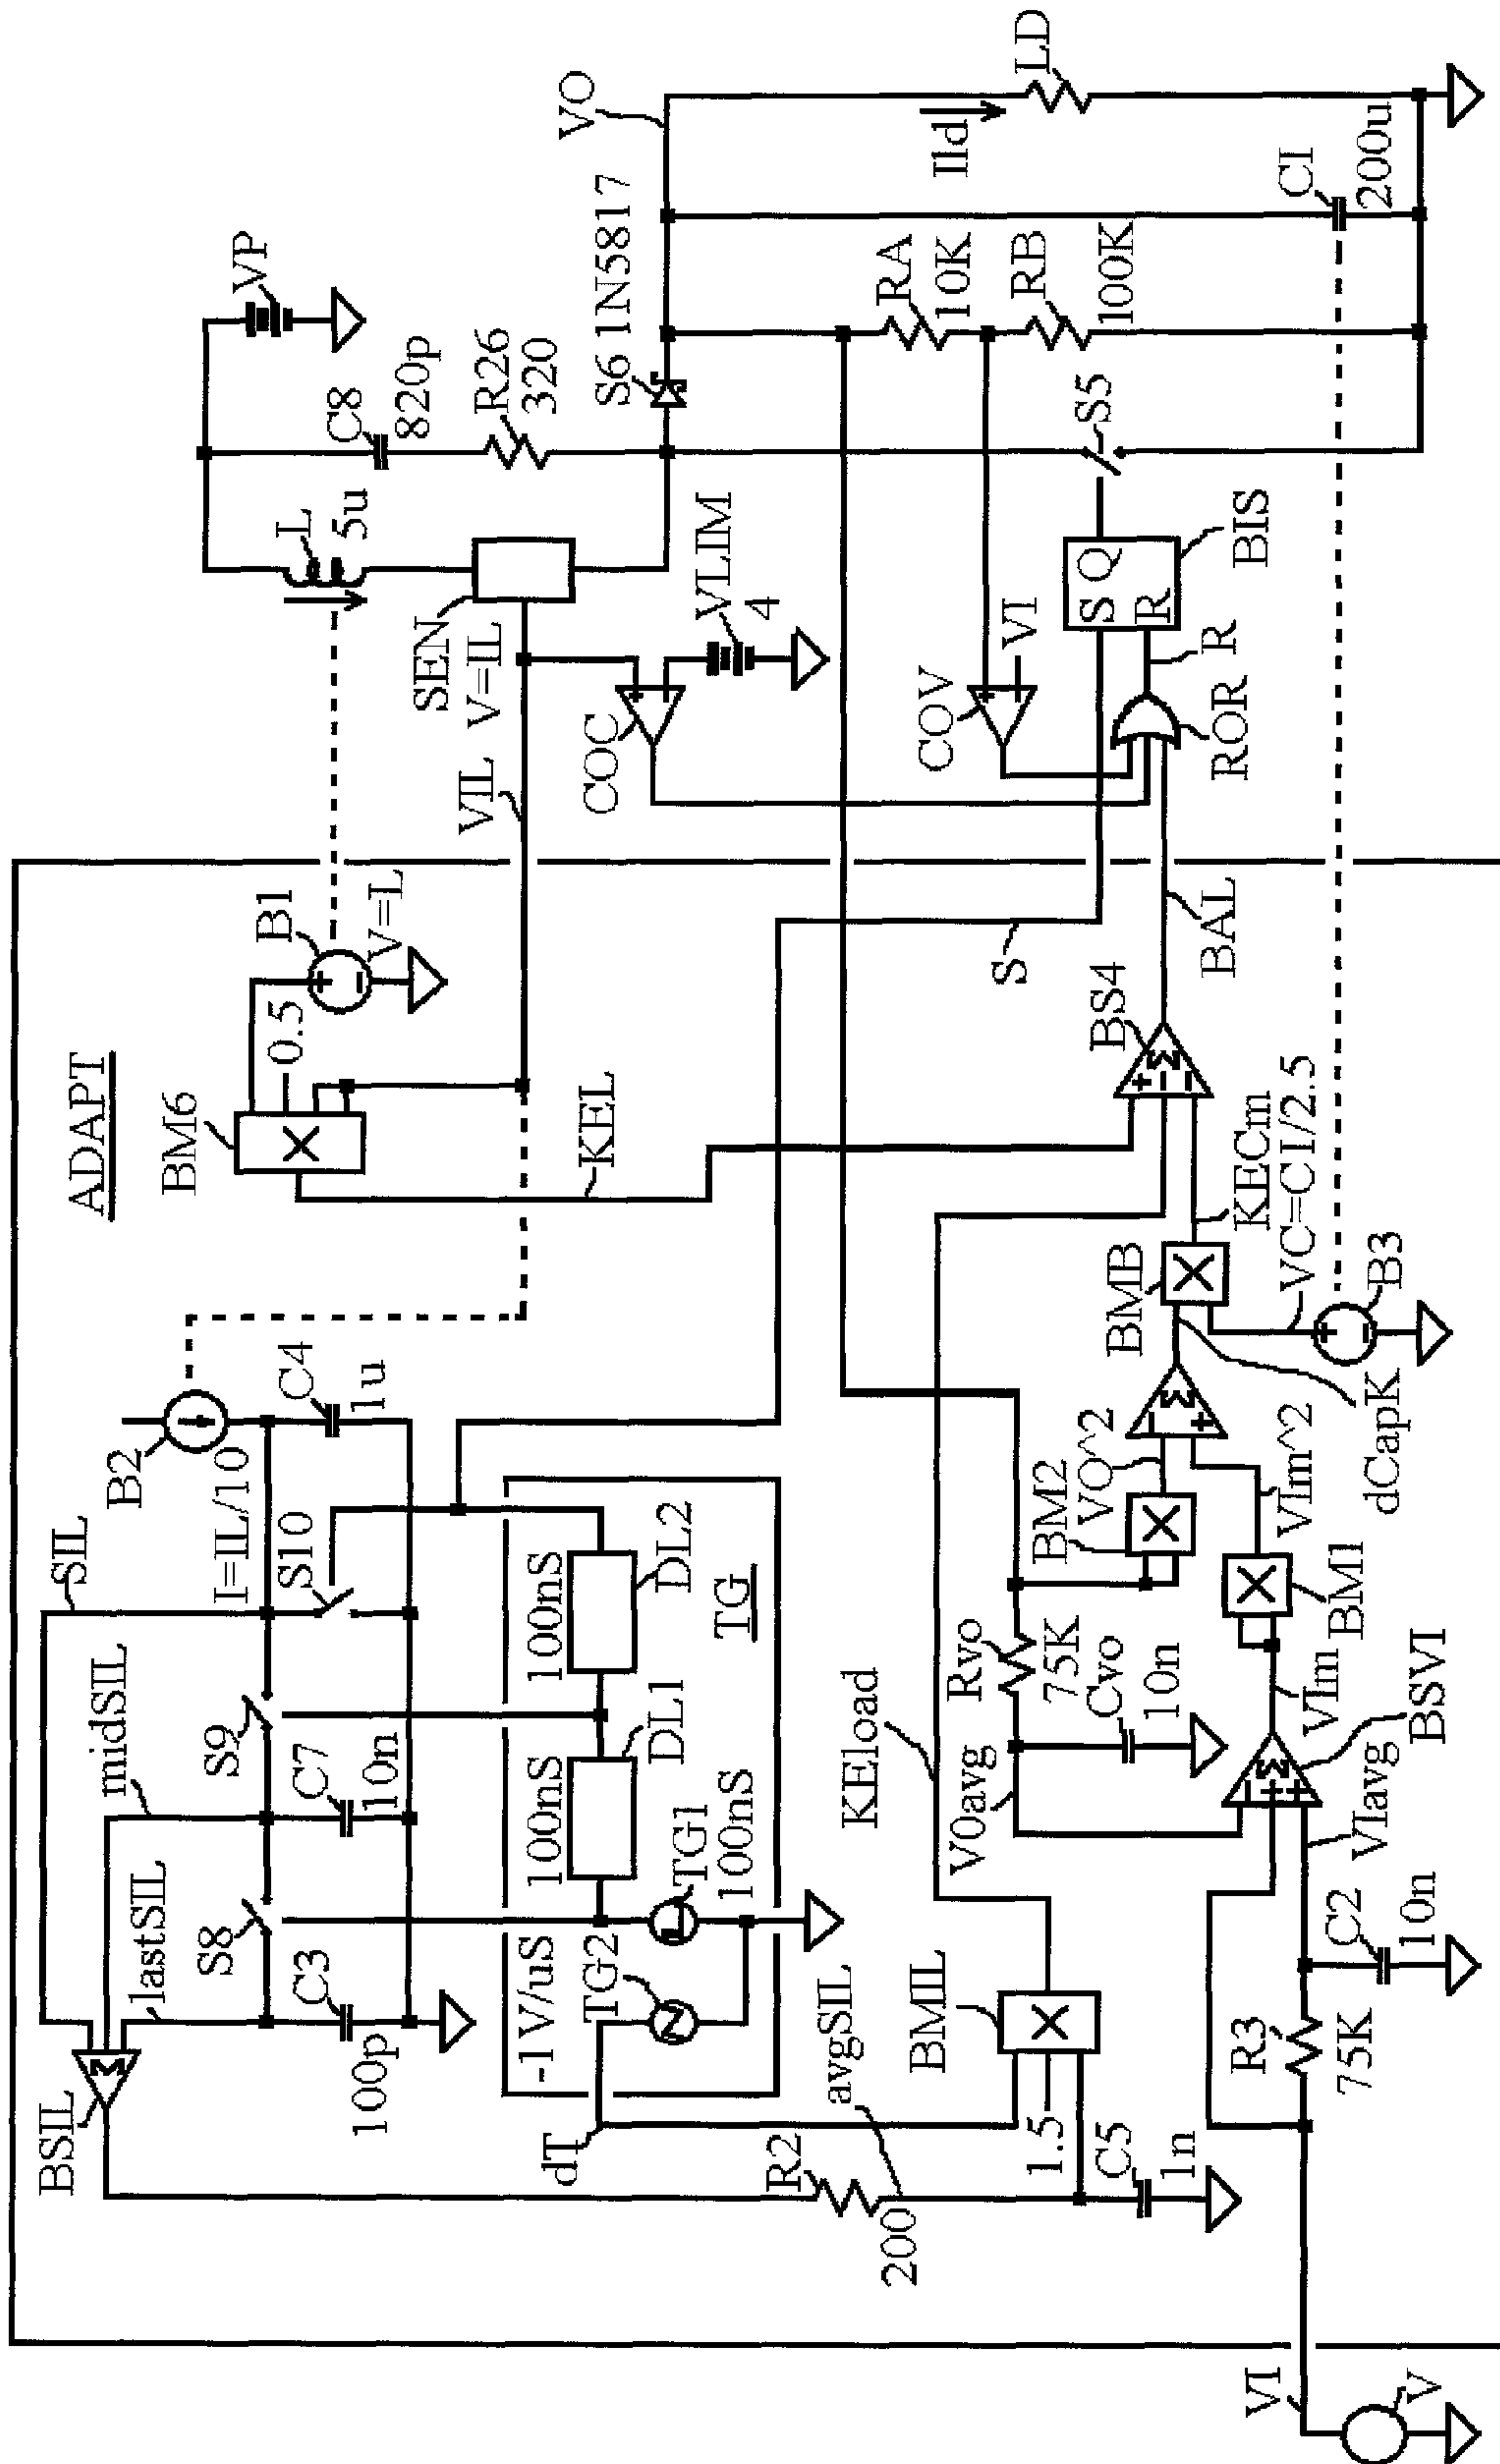 ADAPT
BSIL
SIL
midSIL
lastSIL
S8
S9
S10
B2
I=IL/10
C3
100p
C7
10n
C4
1u
-1V/uS
TG2
TG1
100nS
100nS
DL1
100nS
DL2
TG
dT
R2
200
avgSIL
1.5
C5
1n
BMIL
KEload
V0avg
Rvo
75K
Cvo
10n
BM2
VO^2
VI
V
R3
75K
C2
10n
VIavg
BSVI
VIm
BM1
VIm^2
dCapK
BMB
KECm
VC=C1/2.5
B3
BM6
0.5
B1
V=L
KEL
BS4
BAL
S
VIL
SEN
V=IL
L
5u
COC
VLIM
4
COV
VI
ROR
R
S Q
R
BIS
S5
C8
820p
R26
320
VP
S6 1N5817
VO
RA
10K
RB
100K
Ild
LD
CI
200u